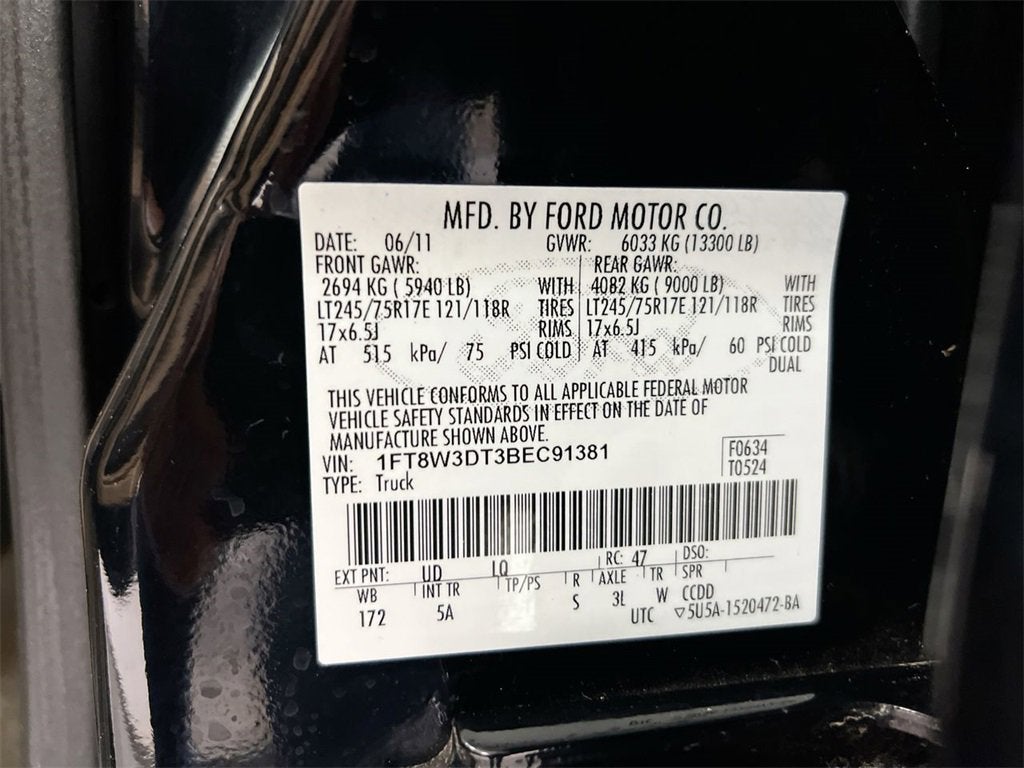 MFD. BY FORD MOTOR CO.
DATE: 06/11 GVWR: 6033 KG (13300 LB)
FRONT GAWR: REAR GAWR:
2694 KG ( 5940 LB) WITH 4082 KG ( 9000 LB) WITH
LT245/75R17E 121/118R TIRES LT245/75R17E 121/118R TIRES
17x6.5J RIMS 17x6.5J RIMS
AT 515 kPa/ 75 PSI COLD AT 415 kPa/ 60 PSI COLD
DUAL
THIS VEHICLE CONFORMS TO ALL APPLICABLE FEDERAL MOTOR
VEHICLE SAFETY STANDARDS IN EFFECT ON THE DATE OF
MANUFACTURE SHOWN ABOVE.
VIN: 1FT8W3DT3BEC91381 F0634
TYPE: Truck T0524
EXT PNT: UD LQ RC: 47 DSO:
WB INT TR TP/PS R AXLE TR SPR
172 5A S 3L W CCDD
UTC ▽5U5A-1520472-BA